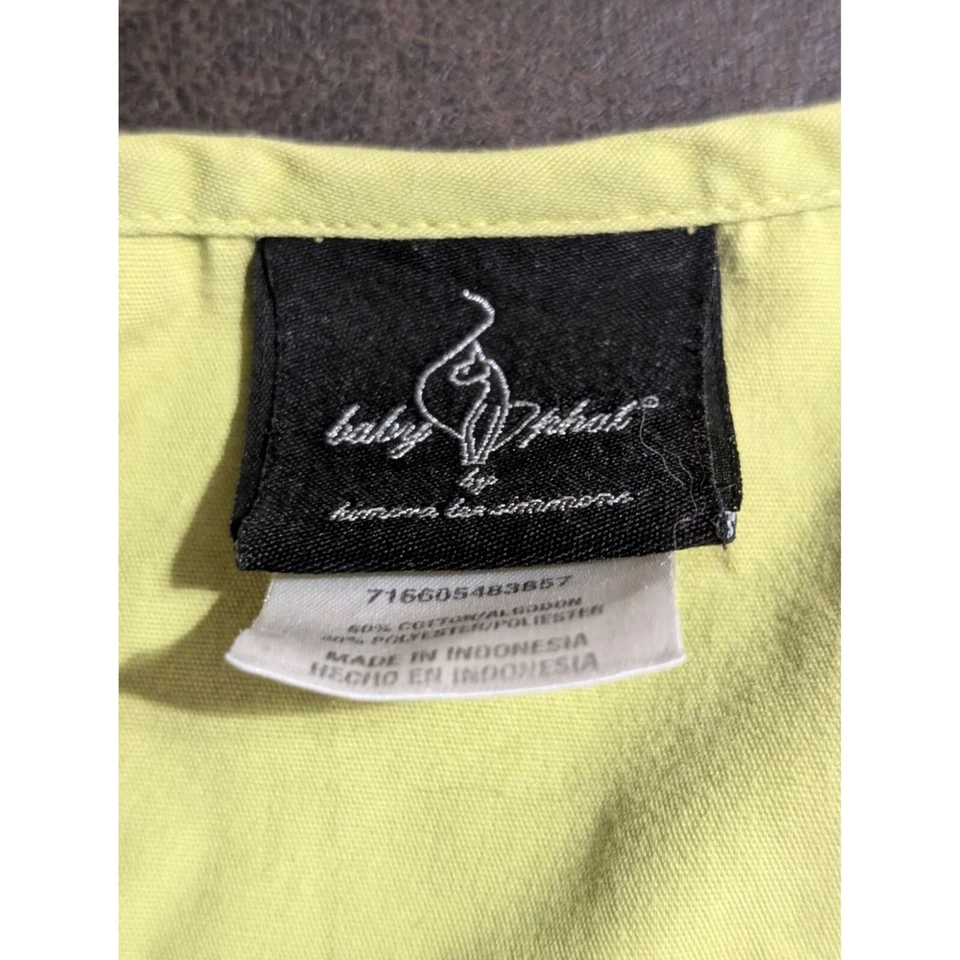 baby phat®
by
kimora lee simmons
716605483857
60% COTTON/ALGODON
40% POLYESTER/POLIESTER
MADE IN INDONESIA
HECHO EN INDONESIA